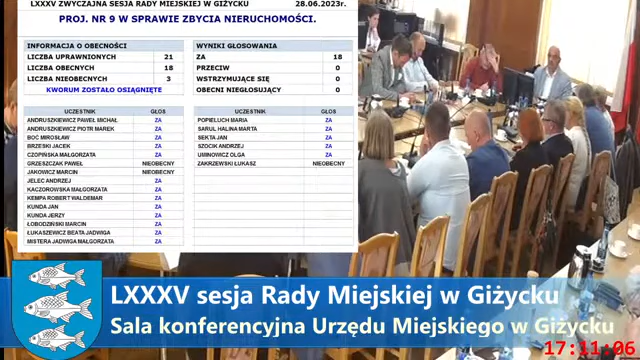 LXXXV ZWYCZAJNA SESJA RADY MIEJSKIEJ W GIŻYCKU 28.06.2023r.
PROJ. NR 9 W SPRAWIE ZBYCIA NIERUCHOMOŚCI.
INFORMACJA O OBECNOŚCI
LICZBA UPRAWNIONYCH 21
LICZBA OBECNYCH 18
LICZBA NIEOBECNYCH 3
KWORUM ZOSTAŁO OSIĄGNIĘTE
WYNIKI GŁOSOWANIA
ZA 18
PRZECIW 0
WSTRZYMUJĘCE SIĘ 0
OBECNI NIEGŁOSUJĄCY 0
UCZESTNIK GŁOS
ANDRUSZKIEWICZ PAWEŁ MICHAŁ ZA
ANDRUSZKIEWICZ PIOTR MAREK ZA
BOĆ MIROSŁAW ZA
BRZESKI JACEK ZA
CZOPIŃSKA MAŁGORZATA ZA
GRZESZCZAK PAWEŁ NIEOBECNY
JAKOWICZ MARCIN NIEOBECNY
JELEC ANDRZEJ ZA
KACZOROWSKA MAŁGORZATA ZA
KEMPA ROBERT WALDEMAR ZA
KUNDA JAN ZA
KUNDA JERZY ZA
ŁOBODZIŃSKI MARCIN ZA
ŁUKASZEWICZ BEATA JADWIGA ZA
MISTERA JADWIGA MAŁGORZATA ZA
UCZESTNIK GŁOS
POPIELUCH MARIA ZA
SARUL HALINA MARTA ZA
SEKTA JAN ZA
SZOCIK ANDRZEJ ZA
UMINOWICZ OLGA ZA
ZAKRZEWSKI ŁUKASZ NIEOBECNY
LXXXV sesja Rady Miejskiej w Giżycku
Sala konferencyjna Urzędu Miejskiego w Giżycku
17:11:06